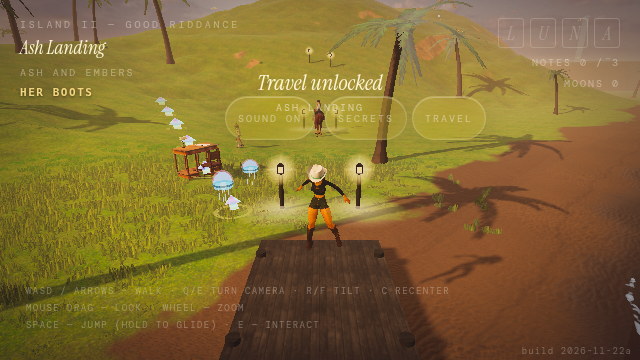 ISLAND II — GOOD RIDDANCE
Ash Landing
ASH AND EMBERS
HER BOOTS
LUNA
NOTES 0 / 3
MOONS 0
Travel unlocked
ASH LANDING
SOUND ON
SECRETS
TRAVEL
WASD / ARROWS — WALK · Q/E TURN CAMERA · R/F TILT · C RECENTER
MOUSE DRAG — LOOK · WHEEL — ZOOM
SPACE — JUMP (HOLD TO GLIDE) · E — INTERACT
build 2026-11-22a